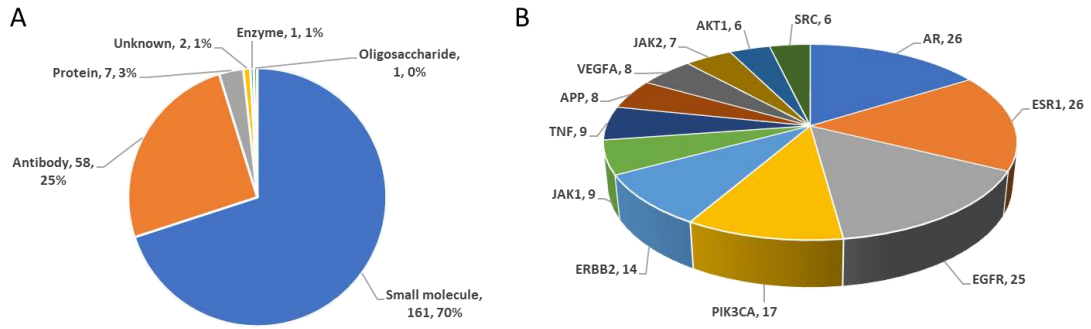 A
Enzyme, 1, 1%
Unknown, 2, 1%
Oligosaccharide,
1, 0%
Protein, 7, 3%
Antibody, 58,
25%
Small molecule,
161, 70%
B
SRC, 6
AKT1, 6
AR, 26
JAK2, 7
VEGFA, 8
APP, 8
ESR1, 26
TNF, 9
JAK1, 9
ERBB2, 14
EGFR, 25
PIK3CA, 17